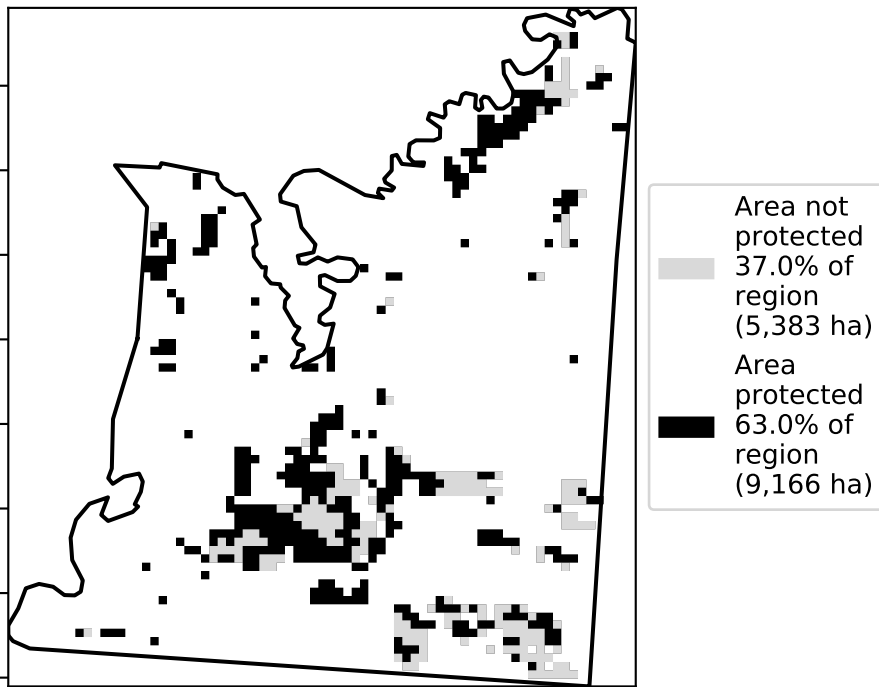 Area not
protected
37.0% of
region
(5,383 ha)
Area
protected
63.0% of
region
(9,166 ha)